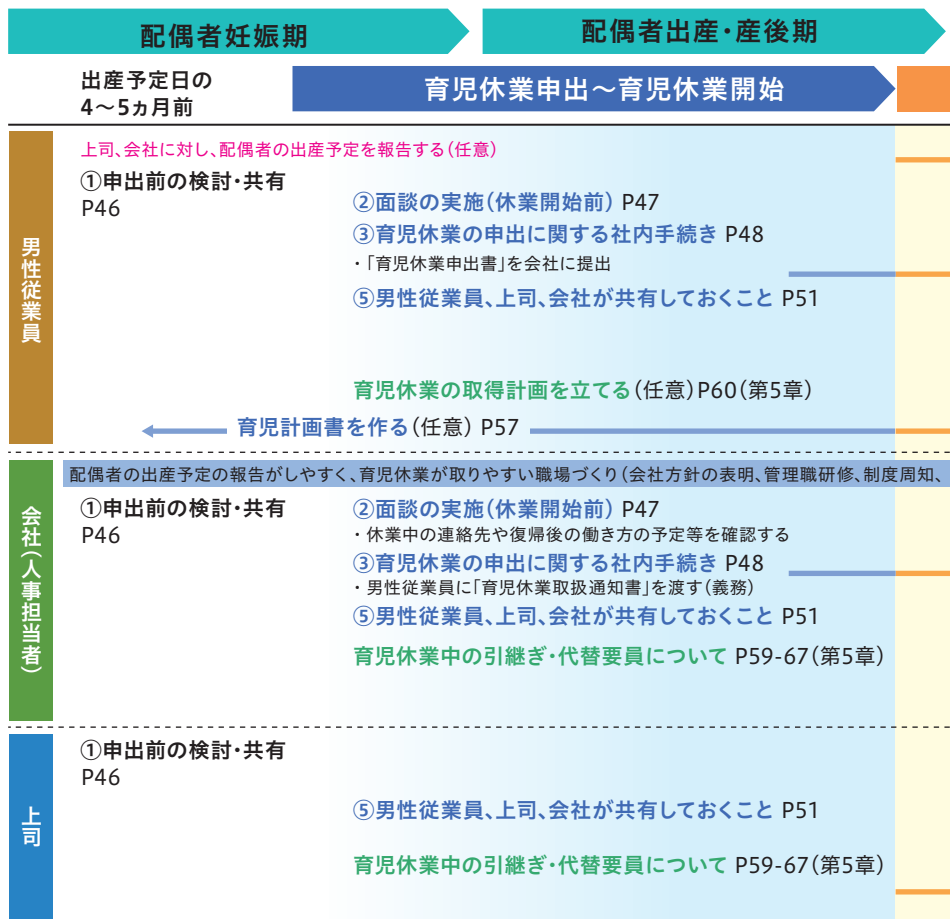 配偶者妊娠期
配偶者出産・産後期
出産予定日の
4～5ヵ月前
育児休業申出～育児休業開始
男性従業員
上司、会社に対し、配偶者の出産予定を報告する(任意)
①申出前の検討・共有
P46
②面談の実施(休業開始前) P47
③育児休業の申出に関する社内手続き P48
・「育児休業申出書」を会社に提出
⑤男性従業員、上司、会社が共有しておくこと P51
育児休業の取得計画を立てる(任意)P60(第5章)
育児計画書を作る(任意) P57
会社(人事担当者)
配偶者の出産予定の報告がしやすく、育児休業が取りやすい職場づくり(会社方針の表明、管理職研修、制度周知、
①申出前の検討・共有
P46
②面談の実施(休業開始前) P47
・休業中の連絡先や復帰後の働き方の予定等を確認する
③育児休業の申出に関する社内手続き P48
・男性従業員に「育児休業取扱通知書」を渡す(義務)
⑤男性従業員、上司、会社が共有しておくこと P51
育児休業中の引継ぎ・代替要員について P59-67(第5章)
上司
①申出前の検討・共有
P46
⑤男性従業員、上司、会社が共有しておくこと P51
育児休業中の引継ぎ・代替要員について P59-67(第5章)